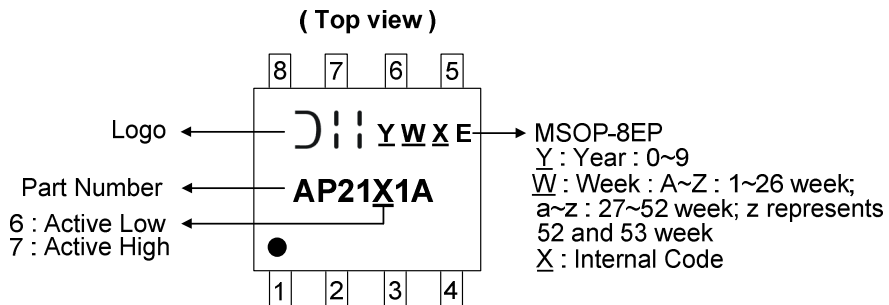 ( Top view )
8 7 6 5
Logo
Y W X E
MSOP-8EP
Y : Year : 0~9
W : Week : A~Z : 1~26 week;
a~z : 27~52 week; z represents
52 and 53 week
X : Internal Code
Part Number
AP21X1A
6 : Active Low
7 : Active High
1 2 3 4